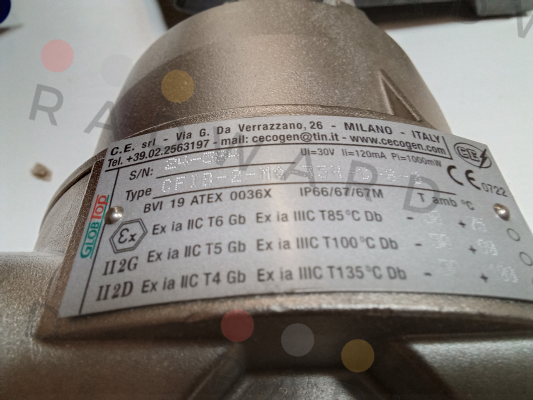 C.E. srl - Via G. Da Verrazzano, 26 - MILANO - ITALY
Tel. +39.02.2563197 - mail: cecogen@tin.it - www.cecogen.com
S/N:
Ui=30V Ii=120mA Pi=1000mW
Type
CE 0722
BVI 19 ATEX 0036X IP66/67/67M T amb °C
Ex ia IIC T6 Gb Ex ia IIIC T85°C Db
II2G Ex ia IIC T5 Gb Ex ia IIIC T100°C Db
II2D Ex ia IIC T4 Gb Ex ia IIIC T135°C Db
Ex
GLOBTOD